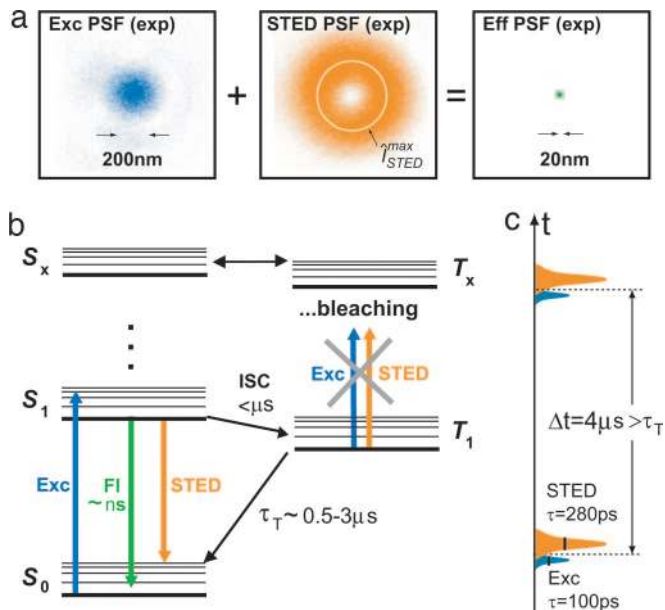 a
Exc PSF (exp)
200nm
+
STED PSF (exp)
Î_STED^max
=
Eff PSF (exp)
20nm
b
S_x
T_x
...bleaching
Exc
STED
ISC
<μs
S_1
T_1
Exc
Fl
~ns
STED
τ_T~ 0.5-3μs
S_0
c
t
Δt=4μs>τ_T
STED
τ=280ps
Exc
τ=100ps